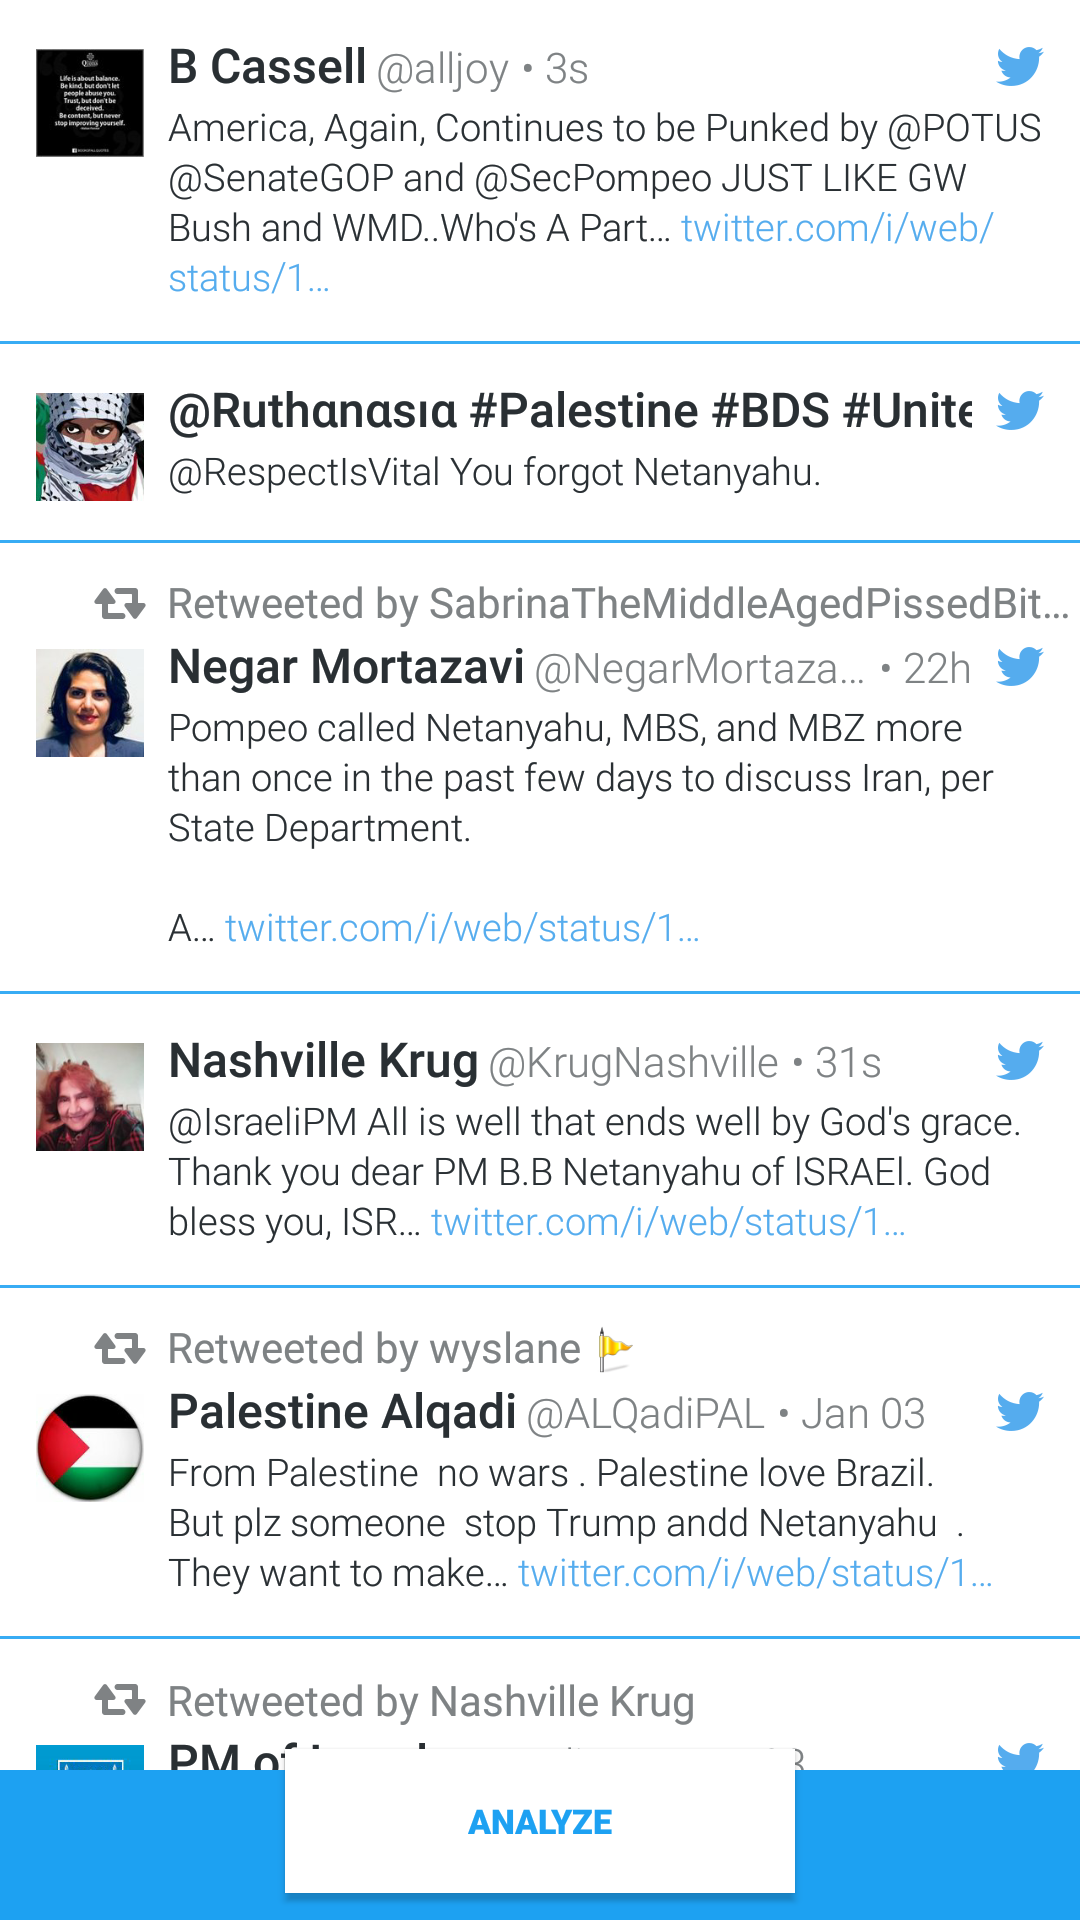 Life is about balance.
Be kind, but don't let
people abuse you.
Trust, but don't be
deceived.
Be content, but never
stop improving yourself.
B Cassell @alljoy • 3s
America, Again, Continues to be Punked by @POTUS
@SenateGOP and @SecPompeo JUST LIKE GW
Bush and WMD..Who's A Part… twitter.com/i/web/
status/1…
@Ruthαnαsıα #Palestine #BDS #Unite
@RespectIsVital You forgot Netanyahu.
Retweeted by SabrinaTheMiddleAgedPissedBit…
Negar Mortazavi @NegarMortaza… • 22h
Pompeo called Netanyahu, MBS, and MBZ more
than once in the past few days to discuss Iran, per
State Department.
A… twitter.com/i/web/status/1…
Nashville Krug @KrugNashville • 31s
@IsraeliPM All is well that ends well by God's grace.
Thank you dear PM B.B Netanyahu of lSRAEl. God
bless you, ISR… twitter.com/i/web/status/1…
Retweeted by wyslane
Palestine Alqadi @ALQadiPAL • Jan 03
From Palestine  no wars . Palestine love Brazil.
But plz someone  stop Trump andd Netanyahu  .
They want to make… twitter.com/i/web/status/1…
Retweeted by Nashville Krug
PM of
ANALYZE